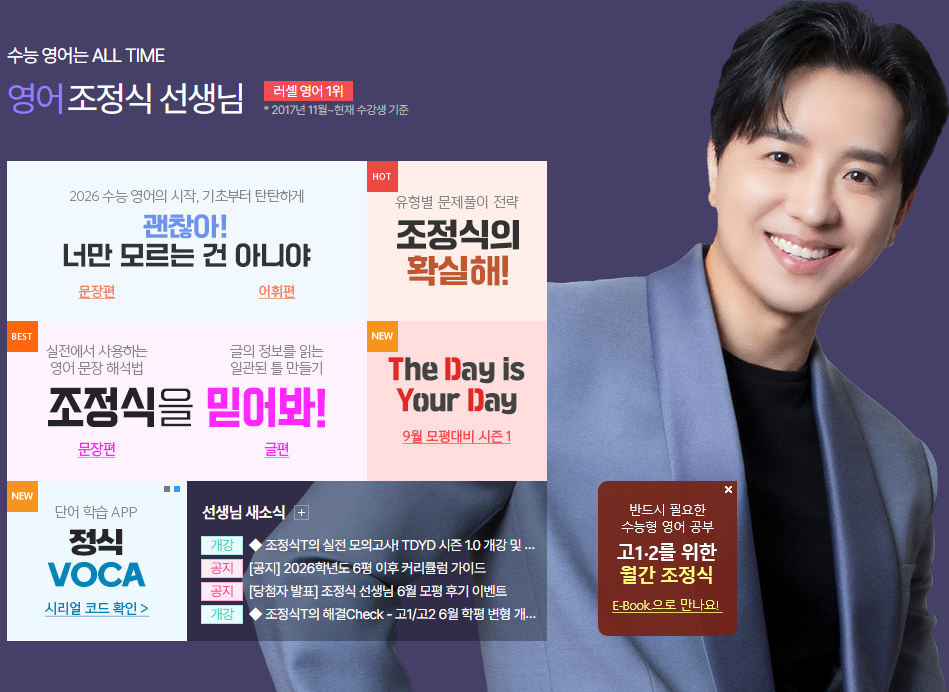 수능 영어는 ALL TIME
영어 조정식 선생님
러셀 영어 1위
* 2017년 11월~현재 수강생 기준
2026 수능 영어의 시작, 기초부터 탄탄하게
괜찮아!
너만 모르는 건 아니야
문장편
어휘편
HOT
유형별 문제풀이 전략
조정식의
확실해!
BEST
실전에서 사용하는
영어 문장 해석법
글의 정보를 읽는
일관된 틀 만들기
조정식을 믿어봐!
문장편
글편
NEW
The Day is
Your Day
9월 모평대비 시즌 1
NEW
단어 학습 APP
정식
VOCA
시리얼 코드 확인 >
선생님 새소식 +
개강 ◆ 조정식T의 실전 모의고사! TDYD 시즌 1.0 개강 및 ...
공지 [공지] 2026학년도 6평 이후 커리큘럼 가이드
공지 [당첨자 발표] 조정식 선생님 6월 모평 후기 이벤트
개강 ◆ 조정식T의 해결Check - 고1/고2 6월 학평 변형 개...
반드시 필요한
수능형 영어 공부
고1·2를 위한
월간 조정식
E-Book으로 만나요!